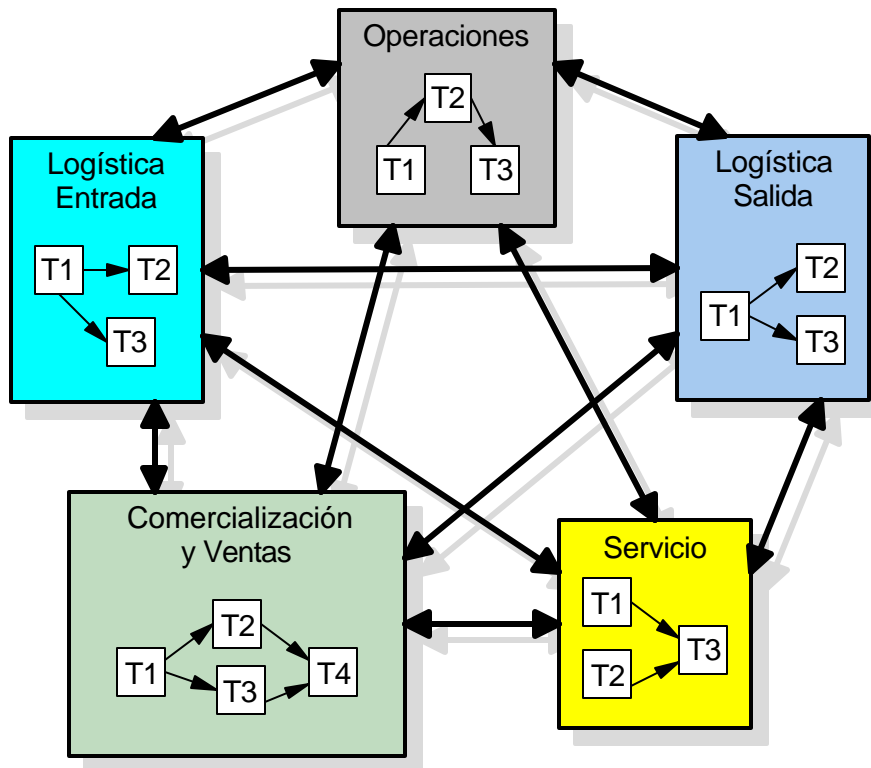 Operaciones
T2
T1
T3
Logística
Entrada
T1
T2
T3
Logística
Salida
T2
T1
T3
Comercialización
y Ventas
T2
T1
T3
T4
Servicio
T1
T3
T2